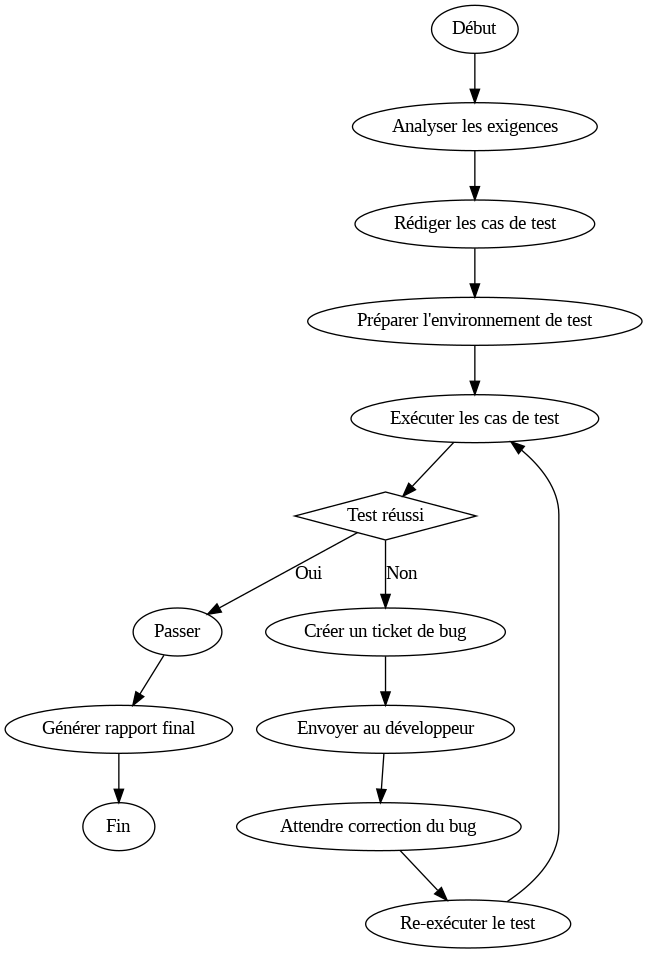 Début
Analyser les exigences
Rédiger les cas de test
Préparer l'environnement de test
Exécuter les cas de test
Test réussi
Oui
Non
Passer
Créer un ticket de bug
Générer rapport final
Envoyer au développeur
Fin
Attendre correction du bug
Re-exécuter le test